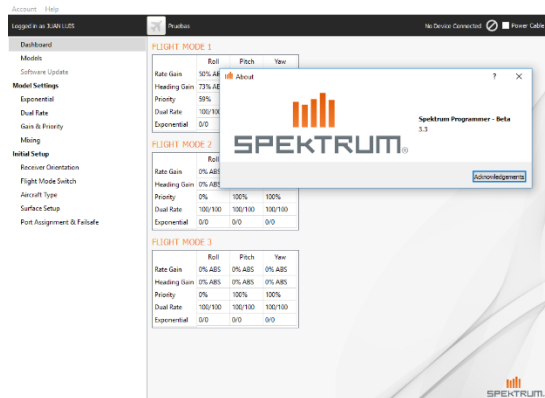 Account Help
Logged in as JUAN LUIS
Pruebas
No Device Connected
Power Cable
Dashboard
Models
Software Update
Model Settings
Exponential
Dual Rate
Gain & Priority
Mixing
Initial Setup
Receiver Orientation
Flight Mode Switch
Aircraft Type
Surface Setup
Port Assignment & Failsafe
FLIGHT MODE 1
Roll Pitch Yaw
Rate Gain 50% AB
Heading Gain 73% AB
Priority 59%
Dual Rate 100/100
Exponential 0/0
FLIGHT MODE 2
Roll
Rate Gain 0% ABS
Heading Gain 0% ABS
Priority 0% 100% 100%
Dual Rate 100/100 100/100 100/100
Exponential 0/0 0/0 0/0
FLIGHT MODE 3
Roll Pitch Yaw
Rate Gain 0% ABS 0% ABS 0% ABS
Heading Gain 0% ABS 0% ABS 0% ABS
Priority 0% 100% 100%
Dual Rate 100/100 100/100 100/100
Exponential 0/0 0/0 0/0
About
? X
SPEKTRUM®
Spektrum Programmer - Beta
3.3
Acknowledgements
SPEKTRUM.